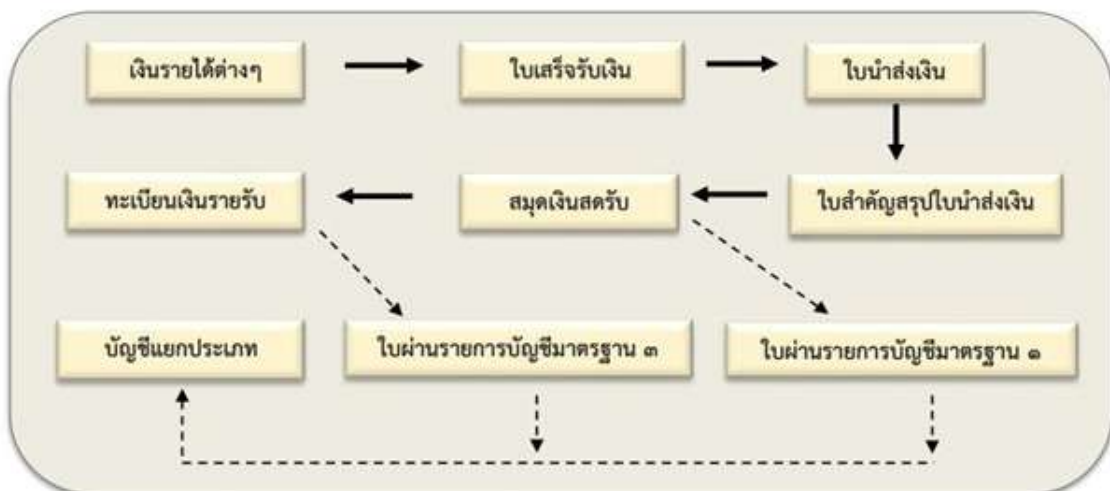 เงินรายได้ต่างๆ
ใบเสร็จรับเงิน
ใบนำส่งเงิน
ทะเบียนเงินรายรับ
สมุดเงินสดรับ
ใบสำคัญสรุปใบนำส่งเงิน
บัญชีแยกประเภท
ใบผ่านรายการบัญชีมาตรฐาน ๓
ใบผ่านรายการบัญชีมาตรฐาน ๑